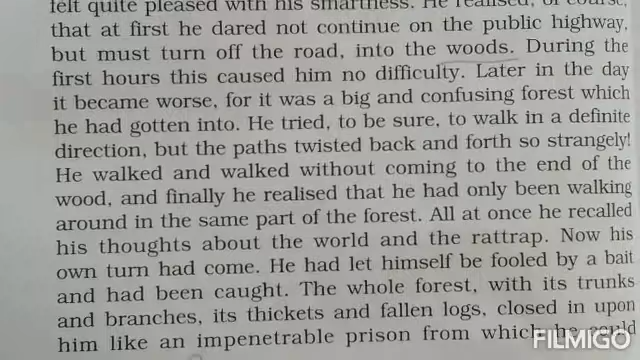 felt quite pleased with his smartness. He realised, of course,
that at first he dared not continue on the public highway,
but must turn off the road, into the woods. During the
first hours this caused him no difficulty. Later in the day
it became worse, for it was a big and confusing forest which
he had gotten into. He tried, to be sure, to walk in a definite
direction, but the paths twisted back and forth so strangely!
He walked and walked without coming to the end of the
wood, and finally he realised that he had only been walking
around in the same part of the forest. All at once he recalled
his thoughts about the world and the rattrap. Now his
own turn had come. He had let himself be fooled by a bait
and had been caught. The whole forest, with its trunks
and branches, its thickets and fallen logs, closed in upon
him like an impenetrable prison from which he could
FILMIGO